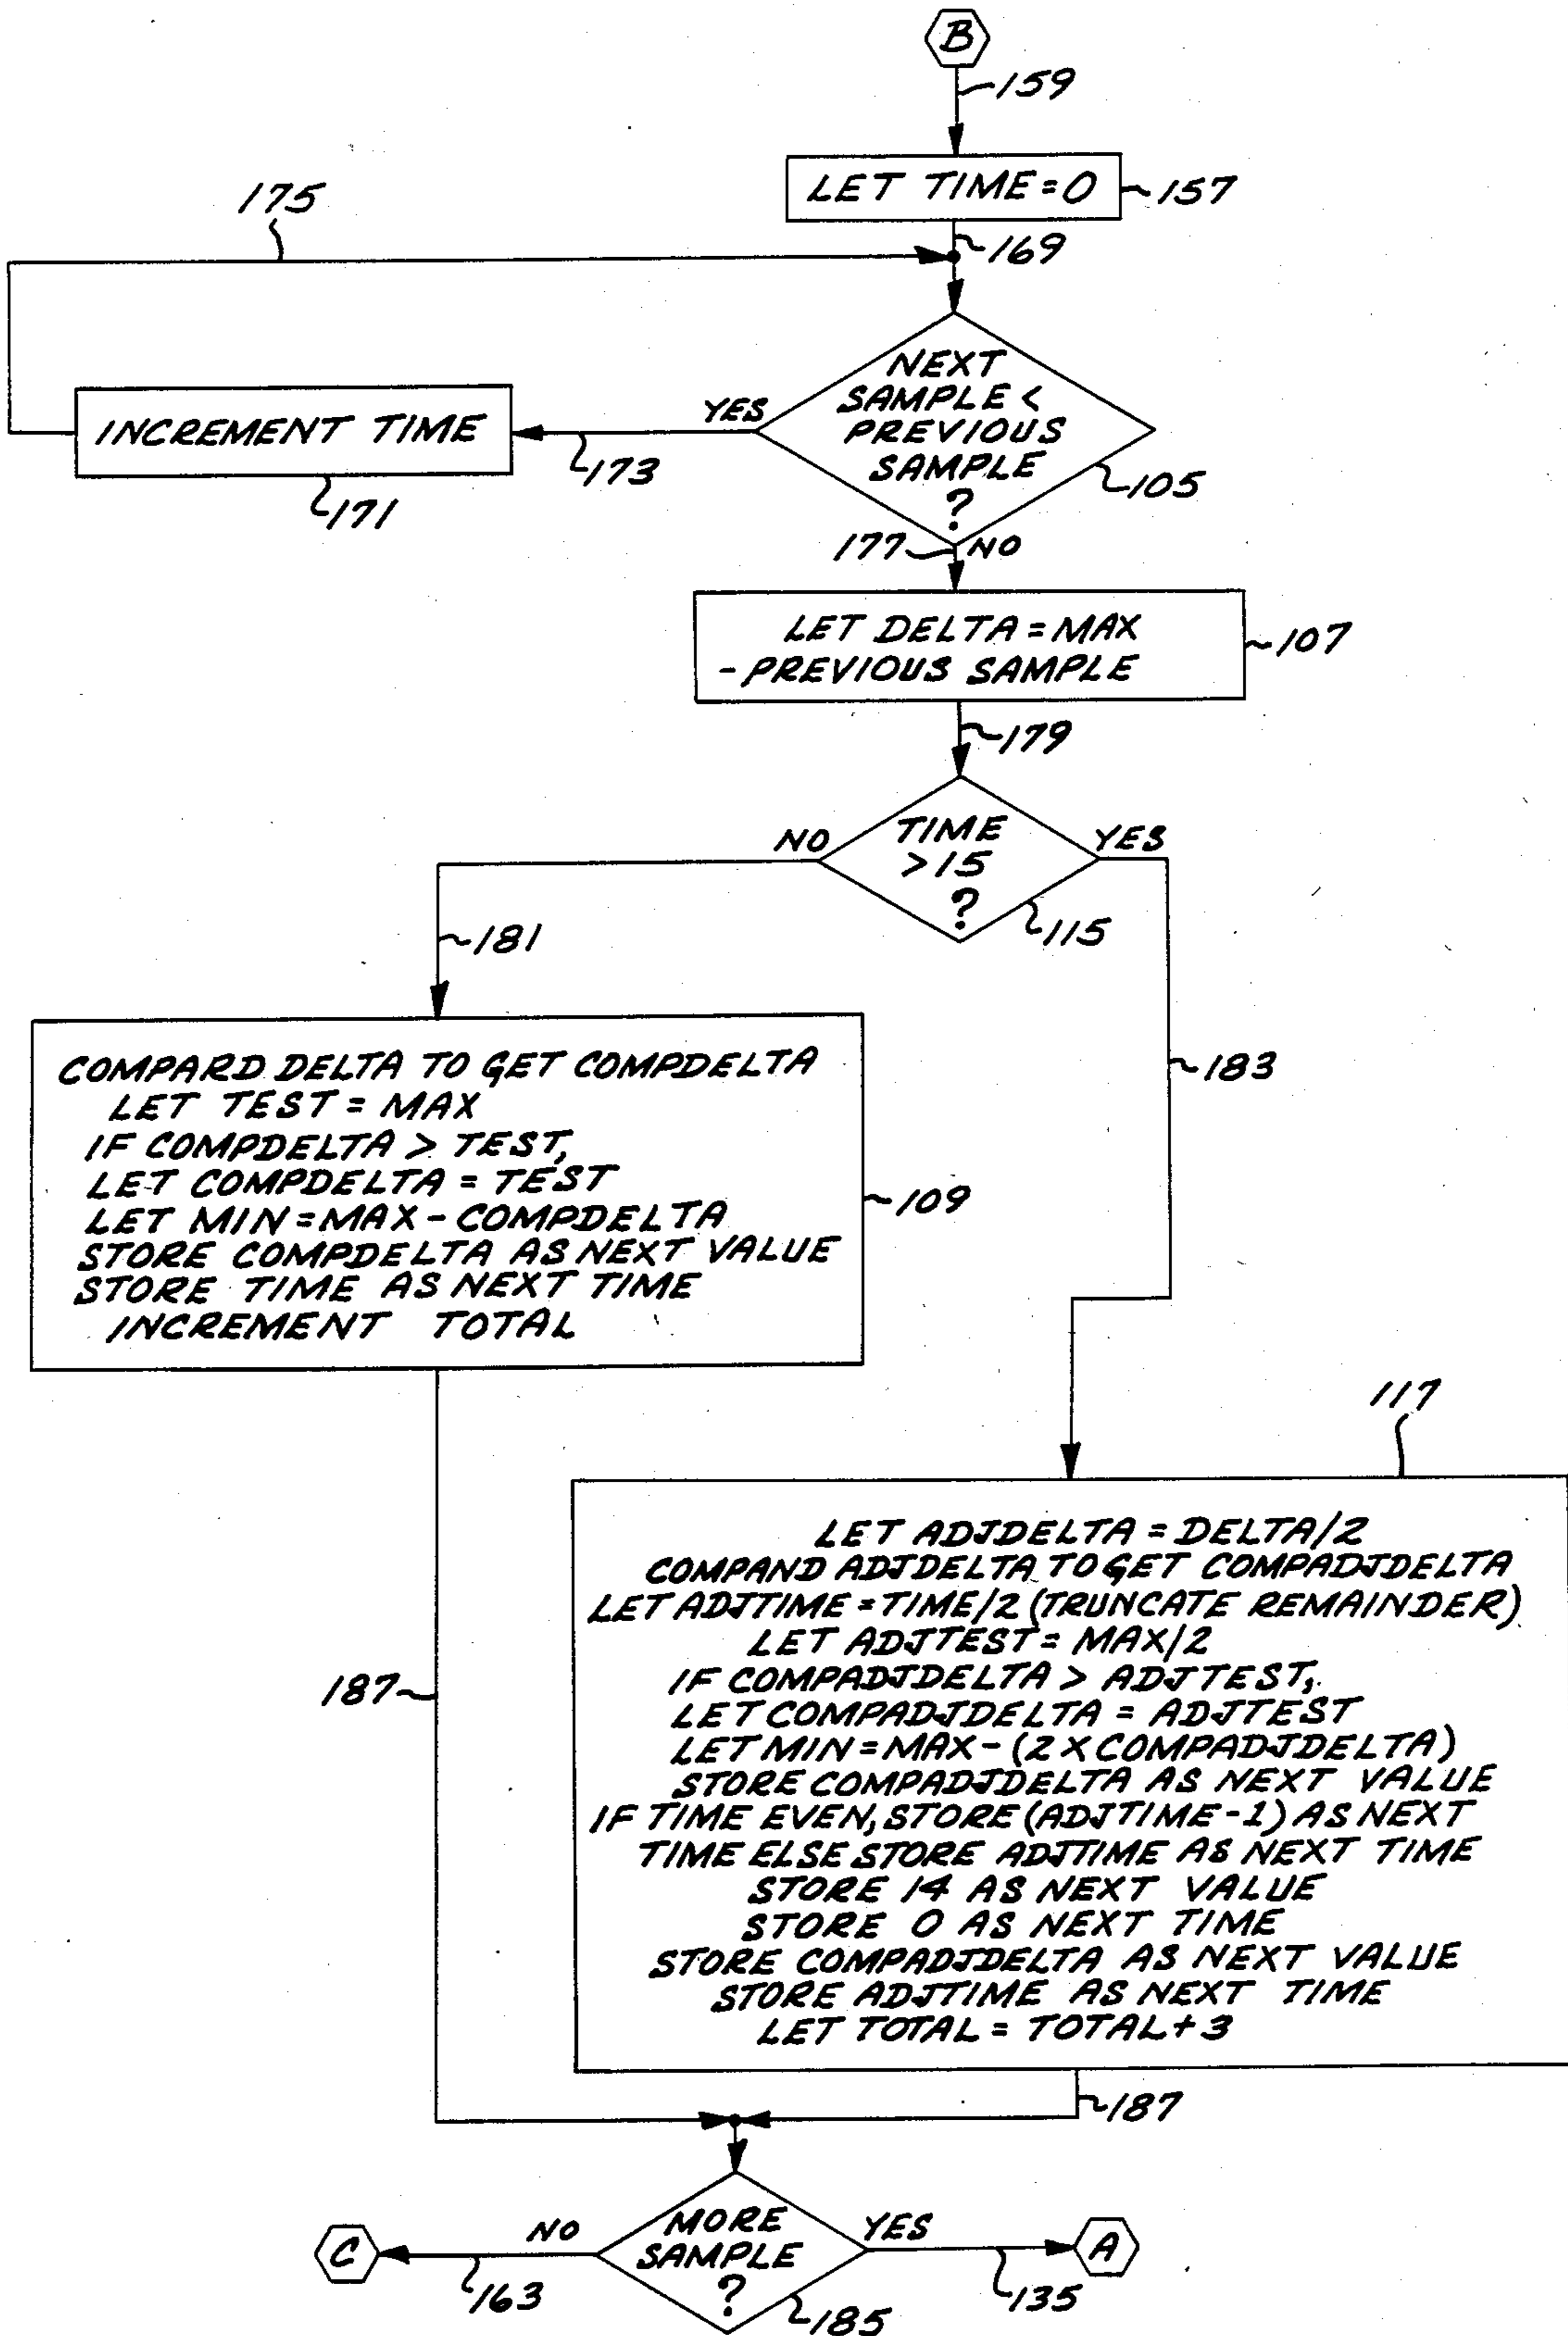 B
159
LET TIME=0
157
175
169
NEXT
SAMPLE <
PREVIOUS
SAMPLE
?
YES
INCREMENT TIME
173
105
171
177
NO
LET DELTA = MAX
- PREVIOUS SAMPLE
107
179
TIME
>15
?
NO
YES
115
181
183
COMPARD DELTA TO GET COMPDELTA
LET TEST = MAX
IF COMPDELTA > TEST,
LET COMPDELTA = TEST
LET MIN = MAX - COMPDELTA
STORE COMPDELTA AS NEXT VALUE
STORE TIME AS NEXT TIME
INCREMENT TOTAL
109
117
LET ADJDELTA = DELTA/2
COMPAND ADJDELTA TO GET COMPADJDELTA
LET ADJTIME = TIME/2 (TRUNCATE REMAINDER)
LET ADJTEST = MAX/2
IF COMPADJDELTA > ADJTEST,
LET COMPADJDELTA = ADJTEST
LET MIN = MAX - (2 X COMPADJDELTA)
STORE COMPADJDELTA AS NEXT VALUE
IF TIME EVEN, STORE (ADJTIME-1) AS NEXT
TIME ELSE STORE ADJTIME AS NEXT TIME
STORE 14 AS NEXT VALUE
STORE 0 AS NEXT TIME
STORE COMPADJDELTA AS NEXT VALUE
STORE ADJTIME AS NEXT TIME
LET TOTAL = TOTAL + 3
187
187
MORE
SAMPLE
?
NO
YES
C
A
163
185
135